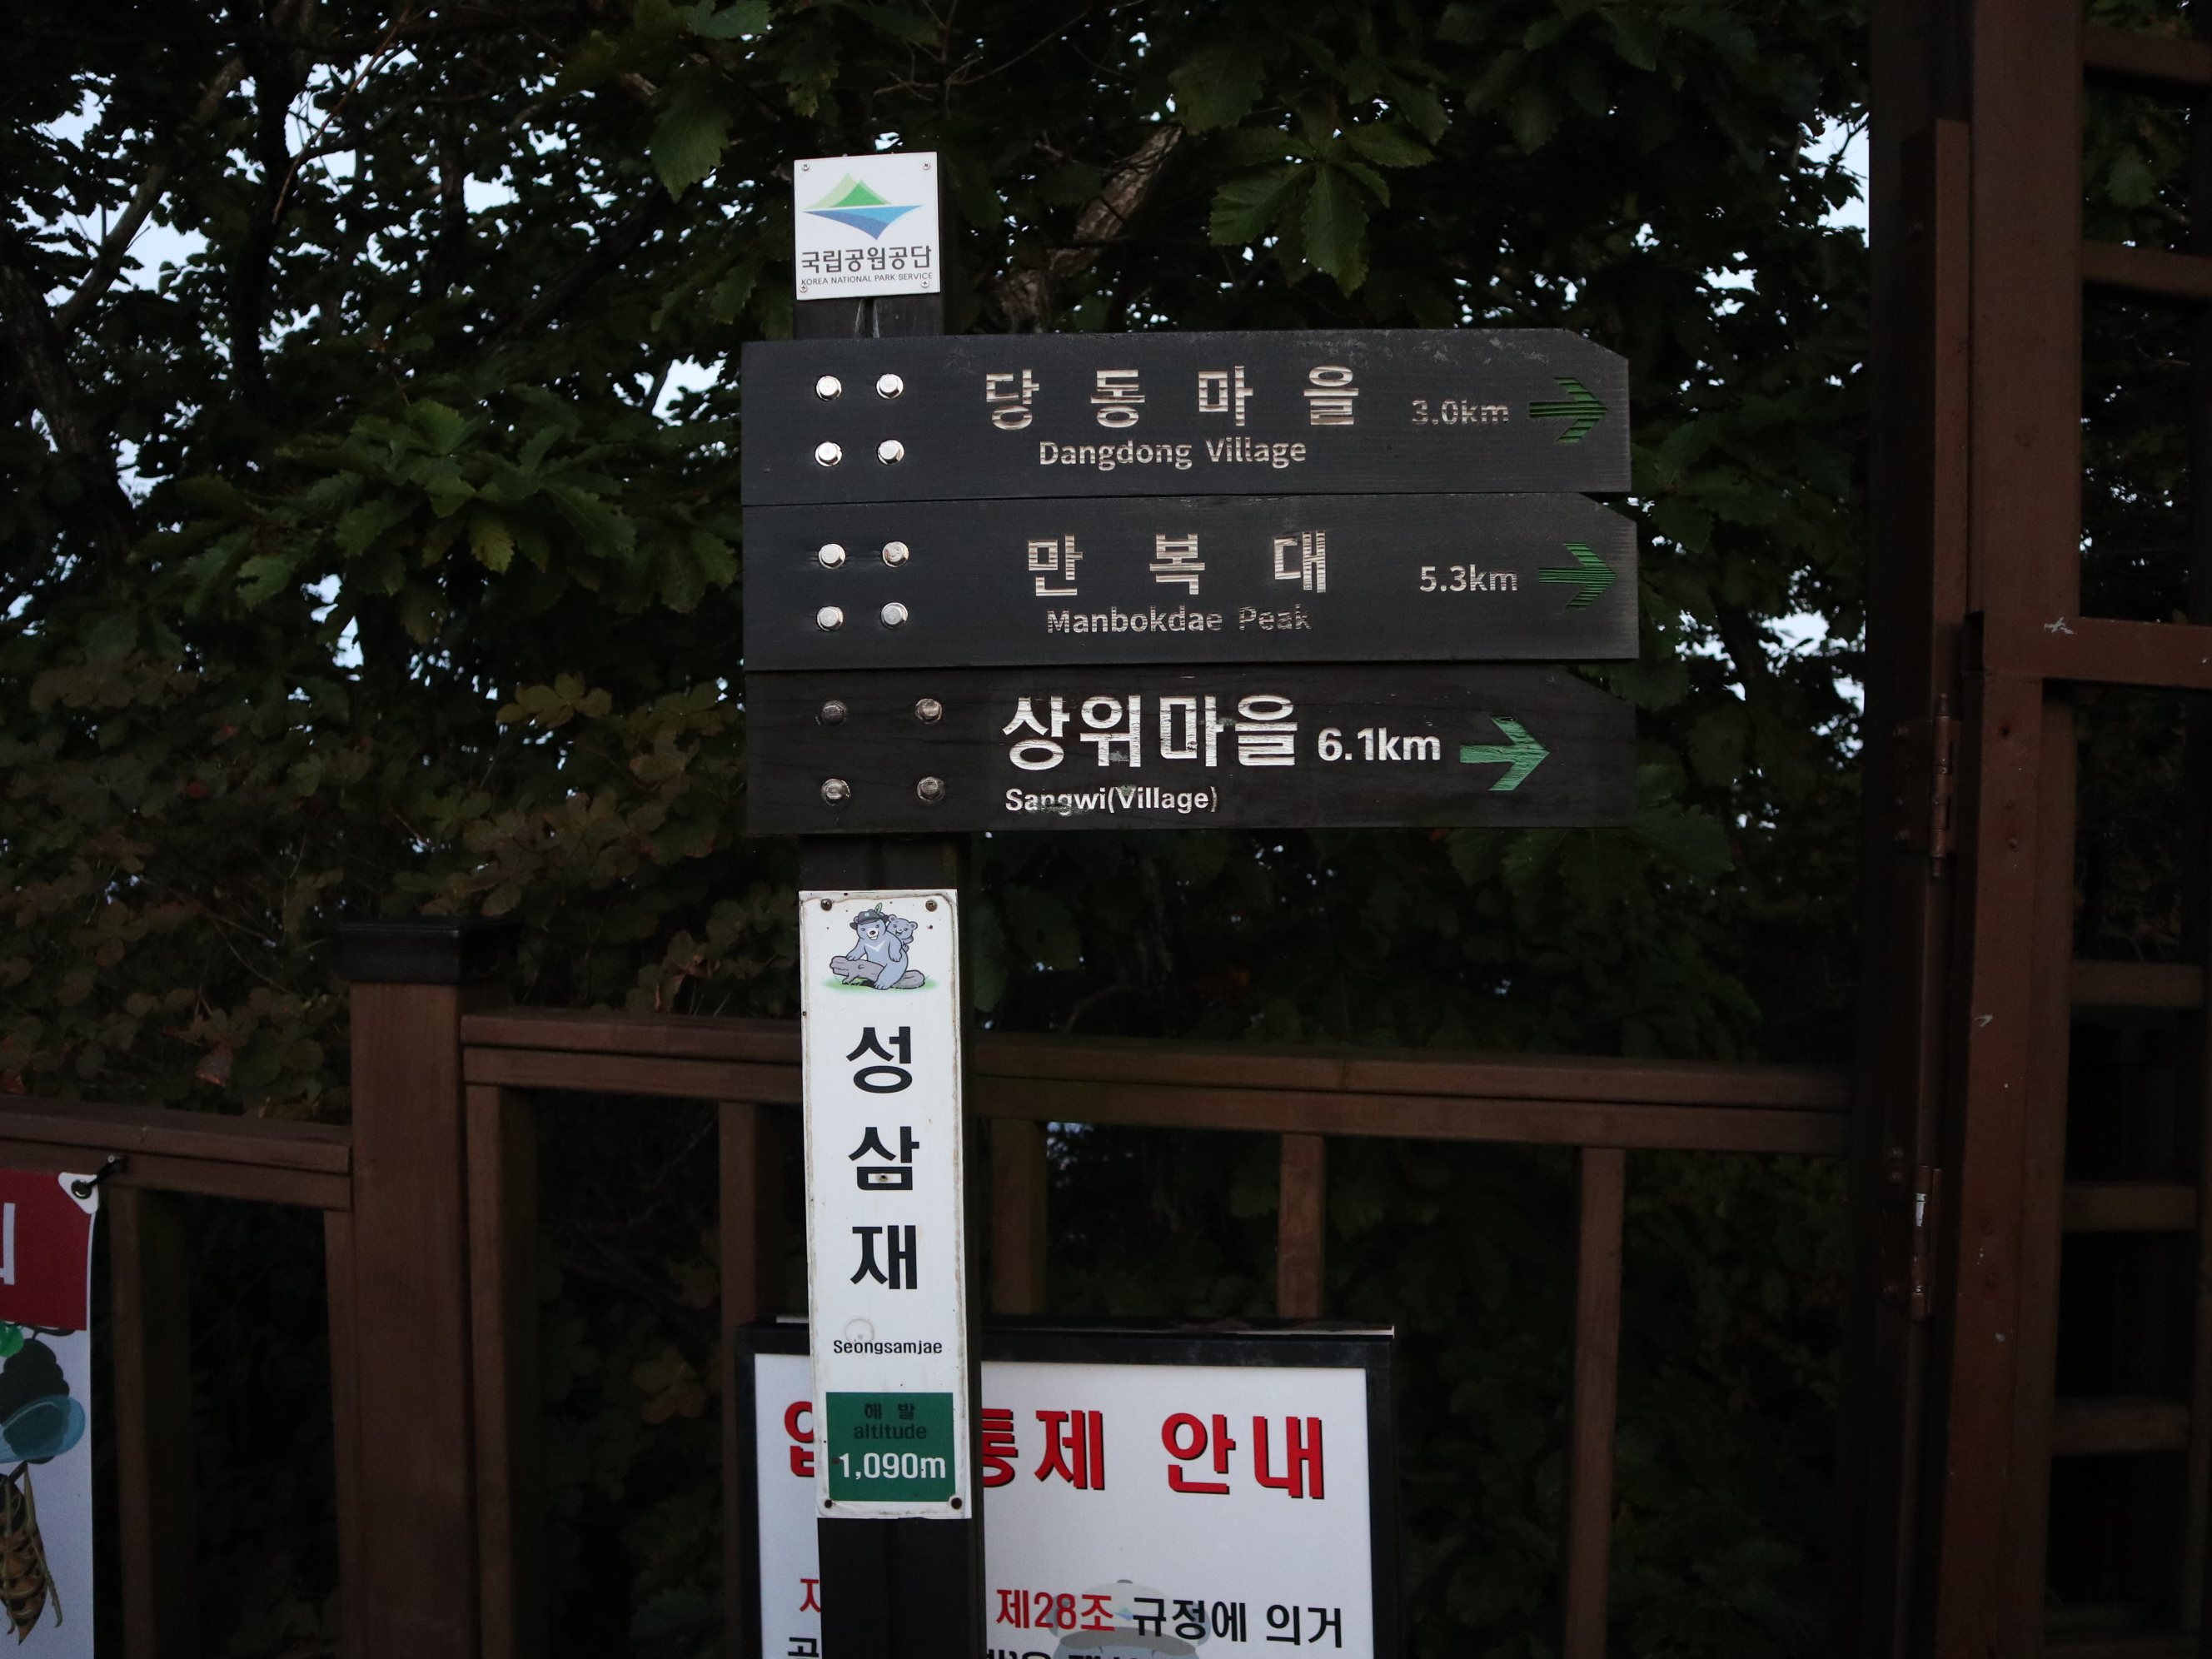 국립공원공단
KOREA NATIONAL PARK SERVICE
당동마을 3.0km
Dangdong Village
만복대 5.3km
Manbokdae Peak
상위마을 6.1km
Sangwi(Village)
성
삼
재
Seongsamjae
해발
altitude
1,090m
통제 안내
제28조 규정에 의거